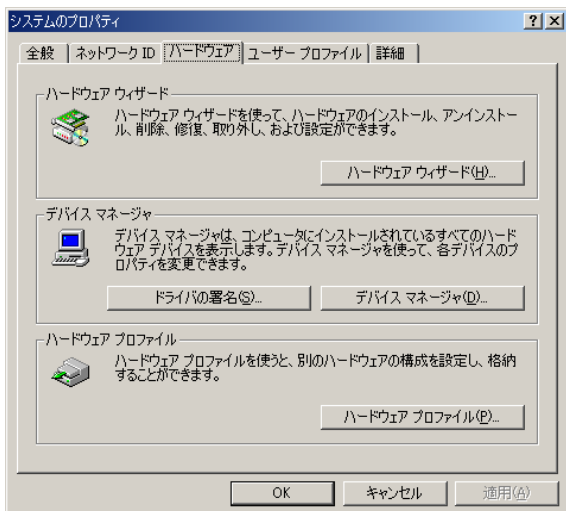 システムのプロパティ
全般 ネットワーク ID ハードウェア ユーザー プロファイル 詳細
ハードウェア ウィザード
ハードウェア ウィザードを使って、ハードウェアのインストール、アンインストー
ル、削除、修復、取り外し、および設定ができます。
ハードウェア ウィザード(H)...
デバイス マネージャ
デバイス マネージャは、コンピュータにインストールされているすべてのハード
ウェア デバイスを表示します。デバイス マネージャを使って、各デバイスのプ
ロパティを変更できます。
ドライバの署名(S)... デバイス マネージャ(D)...
ハードウェア プロファイル
ハードウェア プロファイルを使うと、別のハードウェアの構成を設定し、格納
することができます。
ハードウェア プロファイル(P)...
OK キャンセル 適用(A)